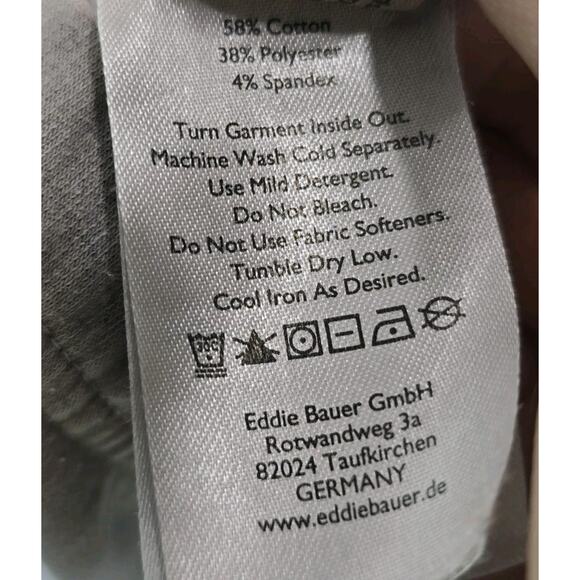 58% Cotton
38% Polyester
4% Spandex
Turn Garment Inside Out.
Machine Wash Cold Separately.
Use Mild Detergent.
Do Not Bleach.
Do Not Use Fabric Softeners.
Tumble Dry Low.
Cool Iron As Desired.
30C
Eddie Bauer GmbH
Rotwandweg 3a
82024 Taufkirchen
GERMANY
www.eddiebauer.de